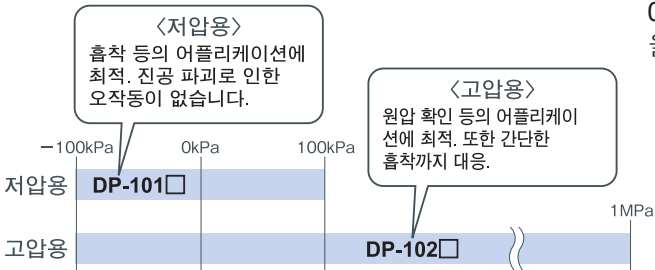 〈저압용〉
흡착 등의 어플리케이션에
최적. 진공 파괴로 인한
오작동이 없습니다.
〈고압용〉
원압 확인 등의 어플리케이
션에 최적. 또한 간단한
흡착까지 대응.
−100kPa 0kPa 100kPa
저압용 DP-101□
1MPa
고압용 DP-102□